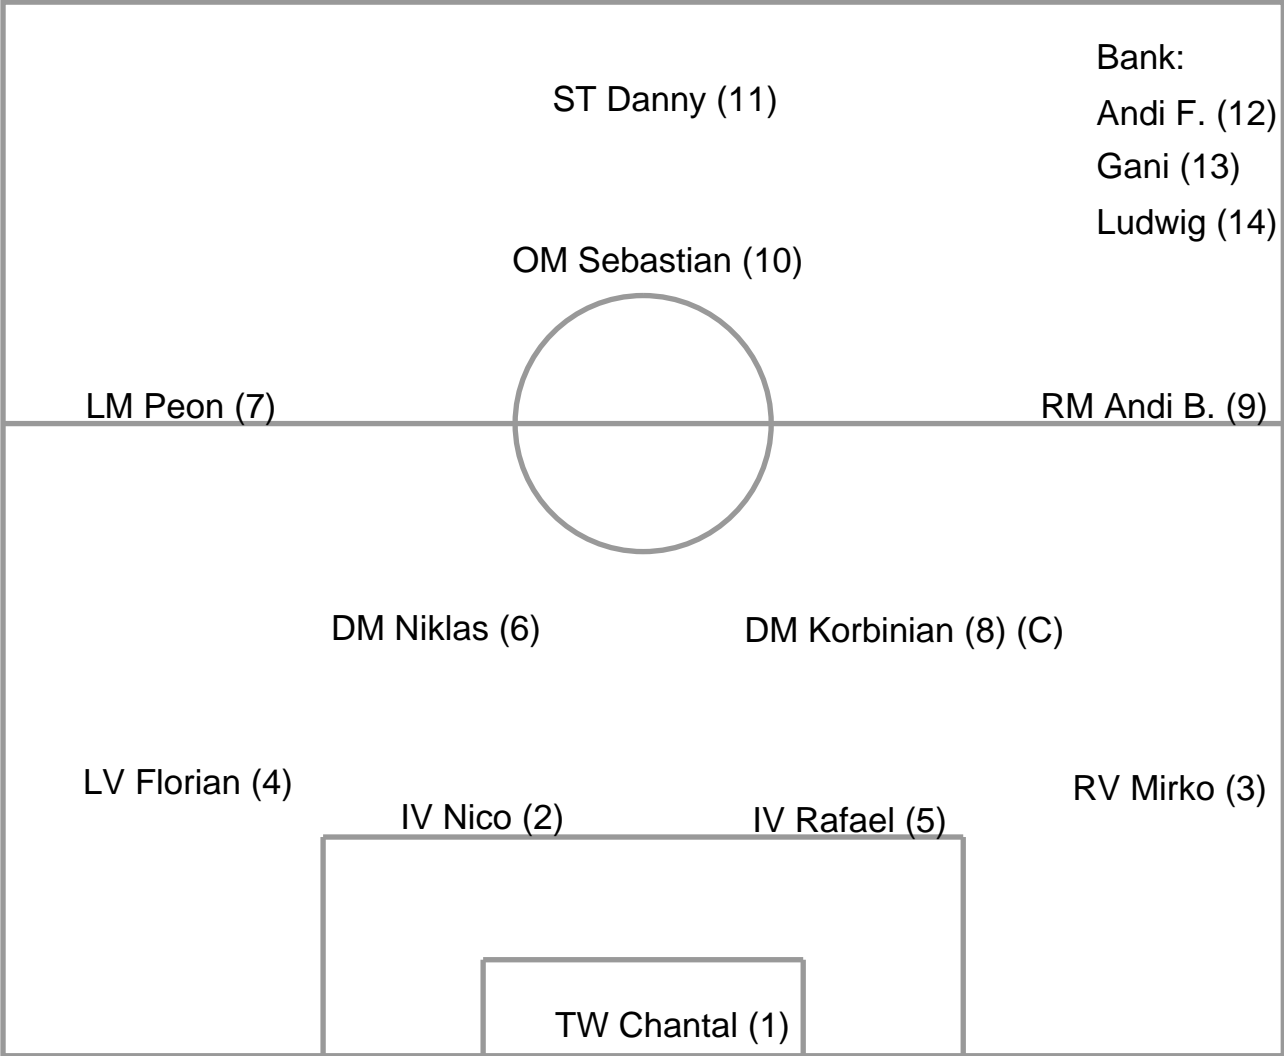 Bank:
ST Danny (11)
Andi F. (12)
Gani (13)
Ludwig (14)
OM Sebastian (10)
LM Peon (7)
RM Andi B. (9)
DM Niklas (6)
DM Korbinian (8) (C)
LV Florian (4)
RV Mirko (3)
IV Nico (2)
IV Rafael (5)
TW Chantal (1)